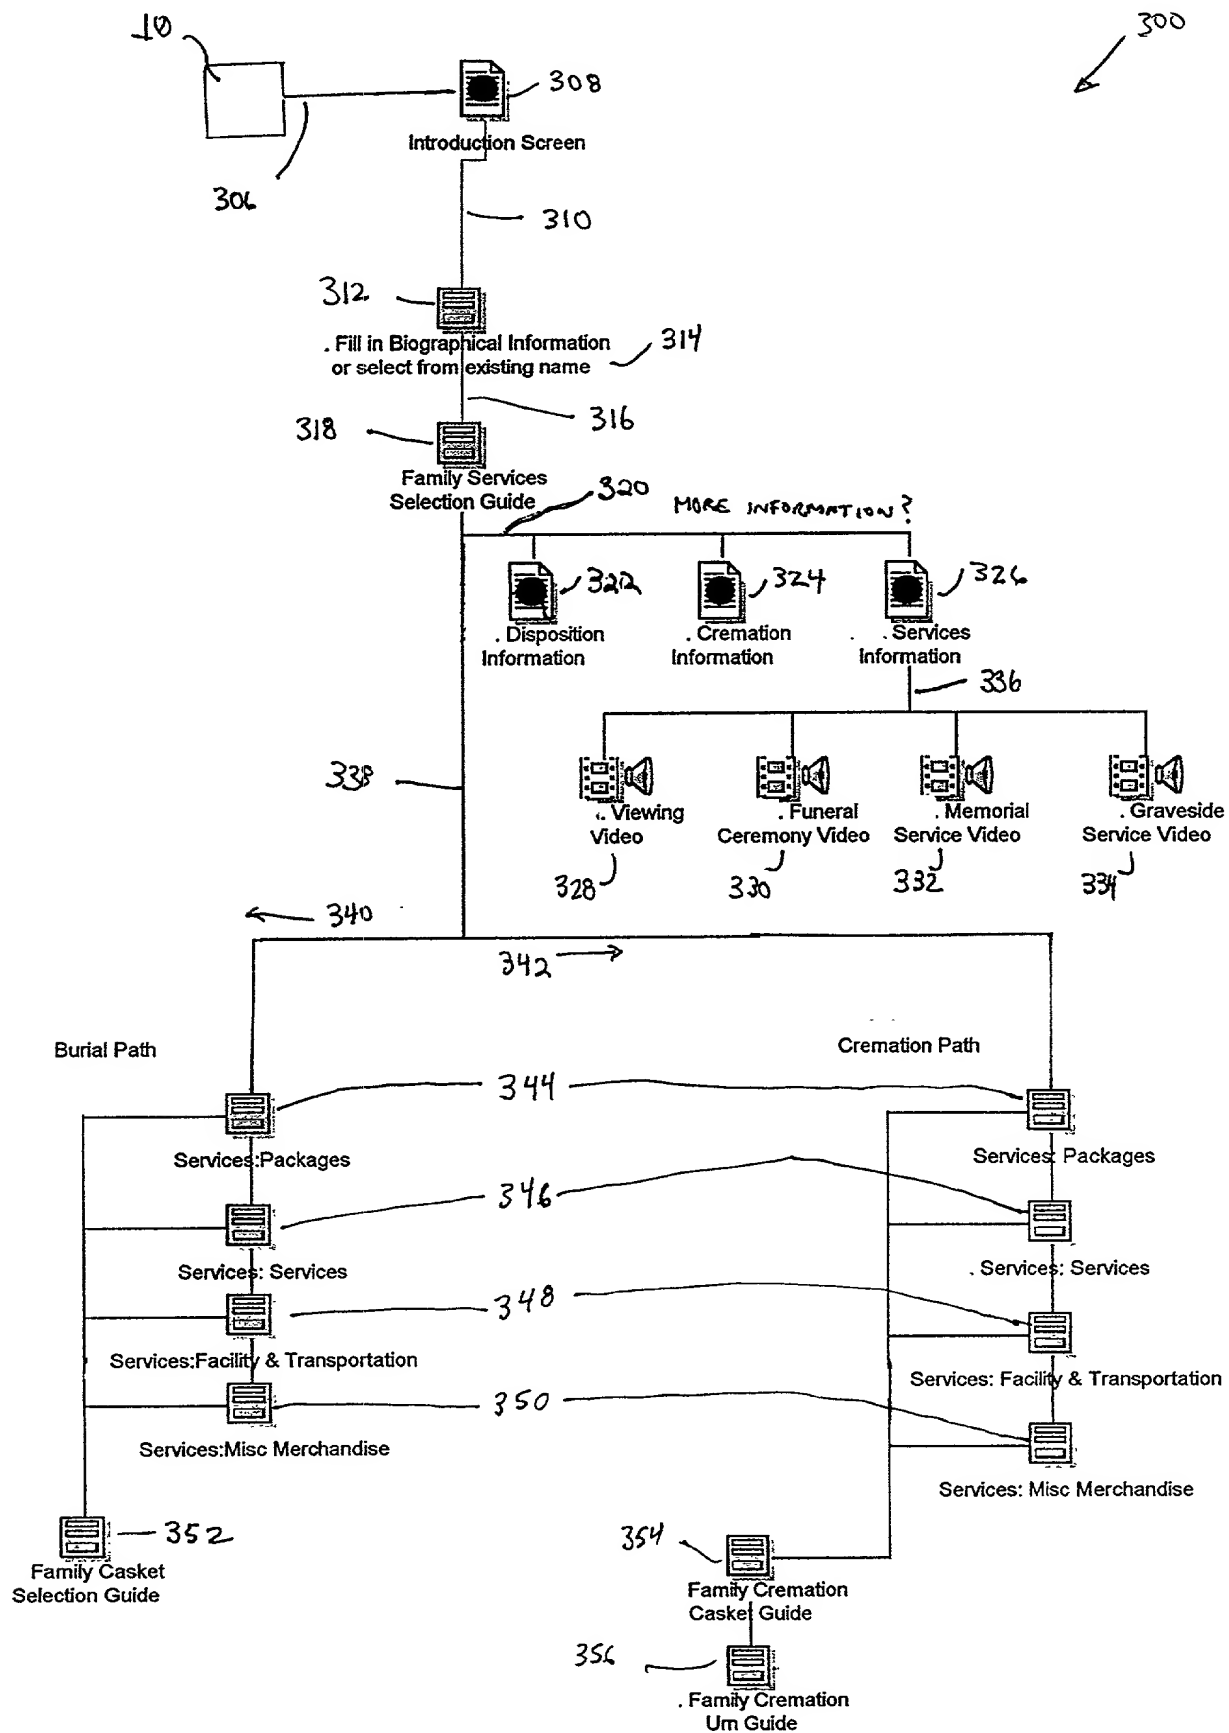 10
300
308
Introduction Screen
306
310
312
. Fill in Biographical Information
or select from existing name
314
316
318
Family Services
Selection Guide
320
MORE INFORMATION?
322
324
326
. Disposition
Information
. Cremation
Information
. Services
Information
336
338
. Viewing
Video
. Funeral
Ceremony Video
. Memorial
Service Video
. Graveside
Service Video
328
330
332
334
340
342
Burial Path
Cremation Path
344
Services:Packages
Services: Packages
346
Services: Services
. Services: Services
348
Services:Facility & Transportation
Services: Facility & Transportation
350
Services:Misc Merchandise
Services: Misc Merchandise
352
Family Casket
Selection Guide
354
Family Cremation
Casket Guide
356
. Family Cremation
Urn Guide